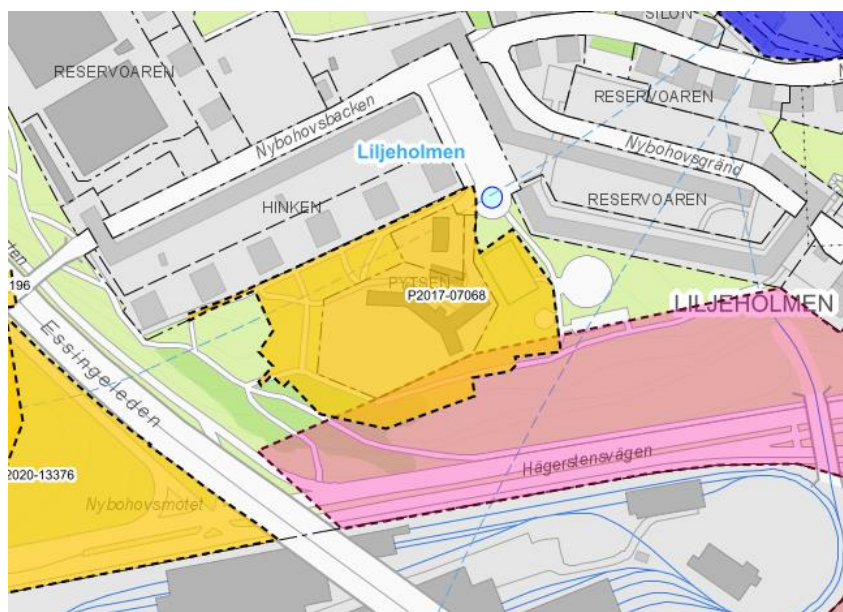 SILON
RESERVOAREN
RESERVOAREN
Nybohovsbacken
Nybohovsgränd
Liljeholmen
HINKEN
RESERVOAREN
196
PYTSEN
P2017-07068
LILJEHOLMEN
Essingeleden
Hägerstensvägen
2020-13376
Nybohovsmotet